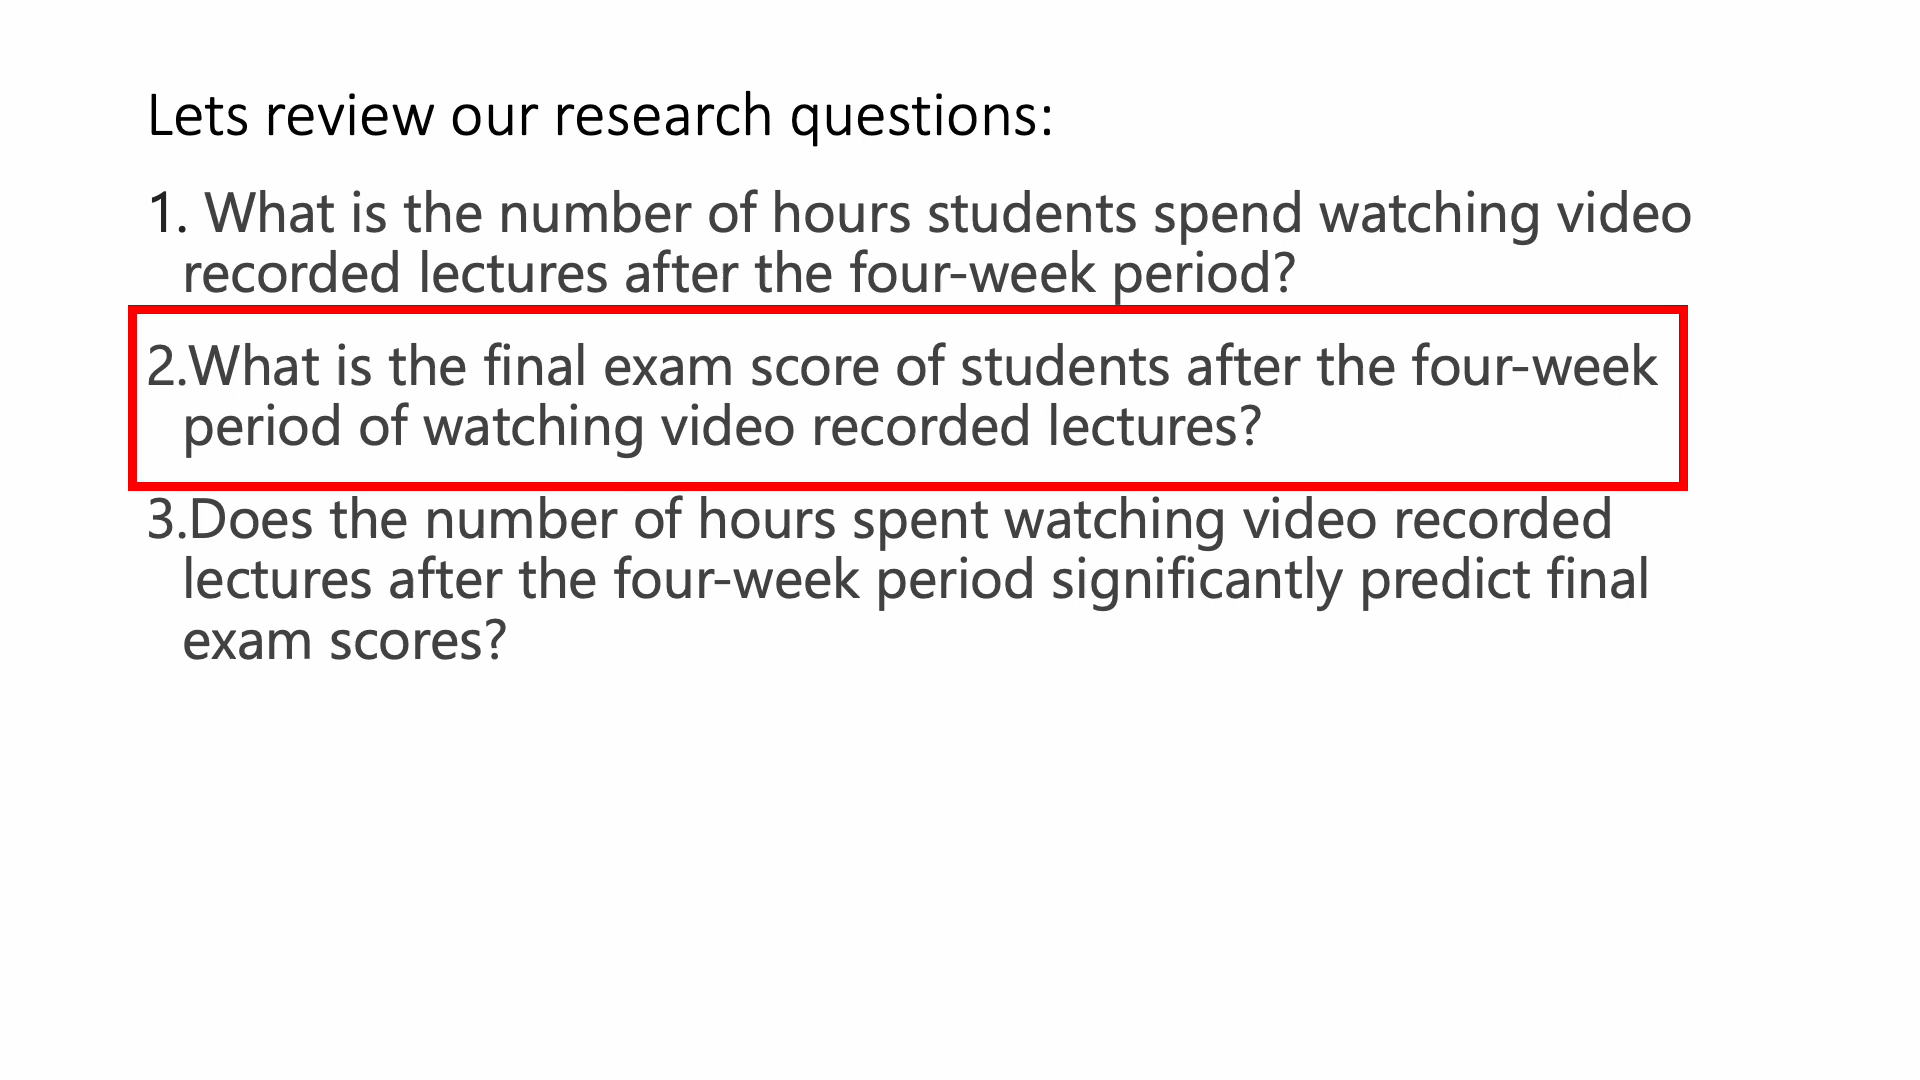 Lets review our research questions:
1. What is the number of hours students spend watching video
recorded lectures after the four-week period?
2.What is the final exam score of students after the four-week
period of watching video recorded lectures?
3.Does the number of hours spent watching video recorded
lectures after the four-week period significantly predict final
exam scores?